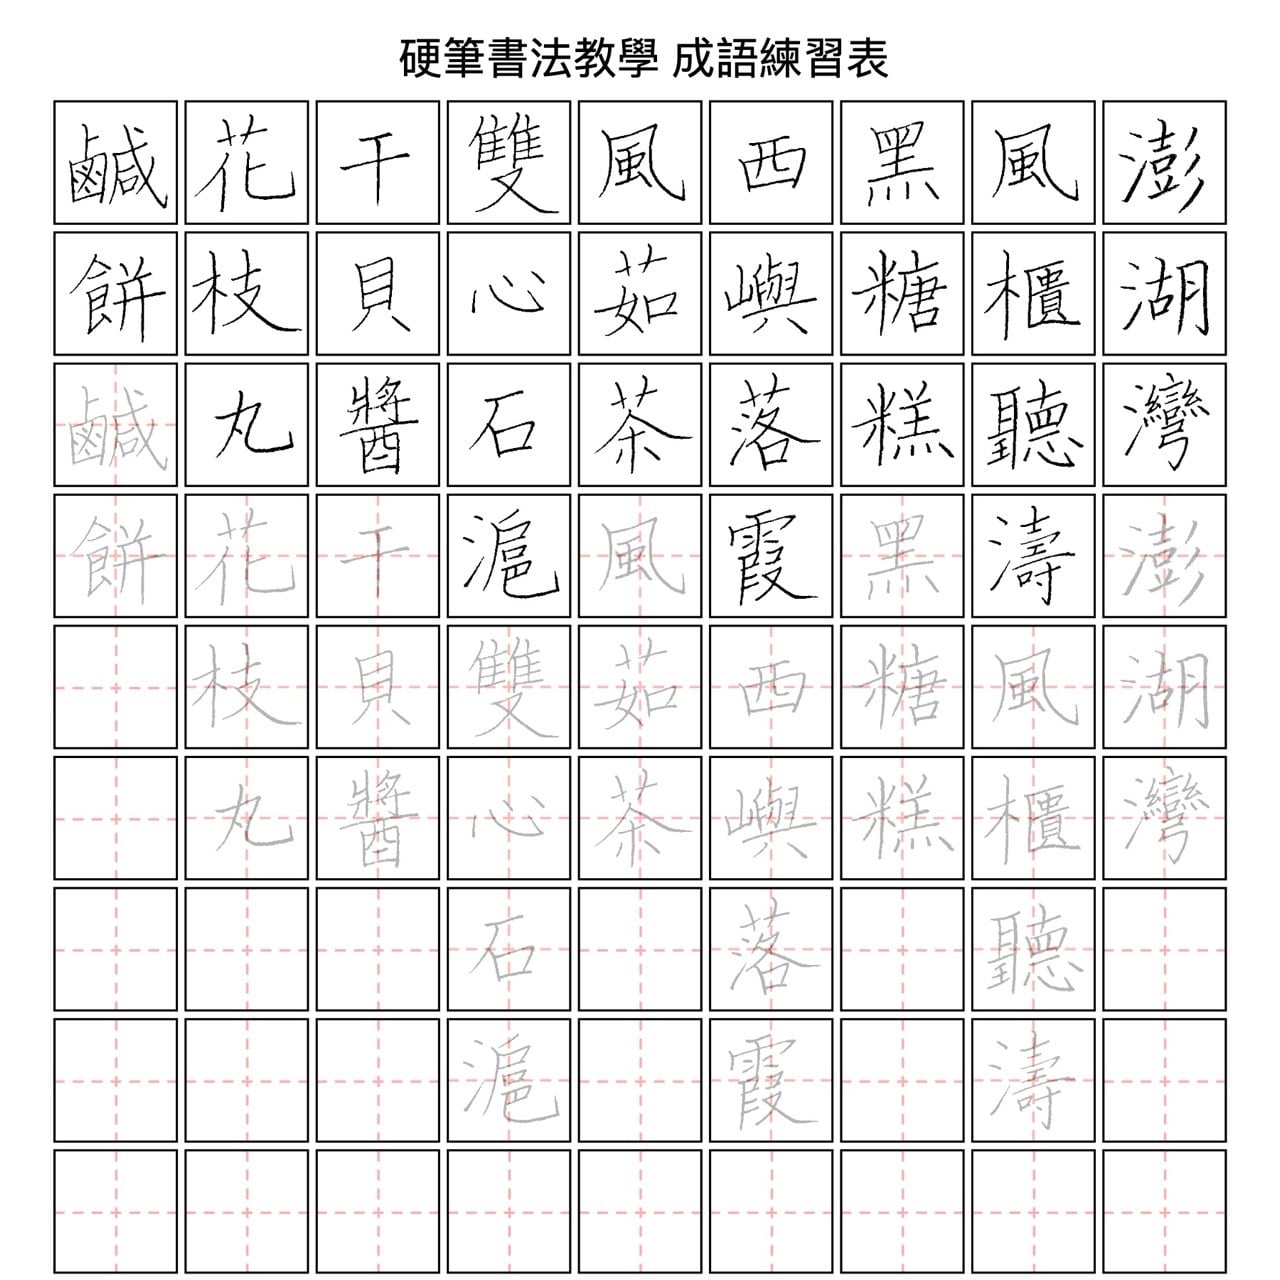 硬筆書法教學 成語練習表
澎湖灣澎湖灣
風櫃聽濤風櫃聽濤
黑糖糕黑糖糕
西嶼落霞西嶼落霞
風茹茶風茹茶
雙心石滬雙心石滬
干貝醬干貝醬
花枝丸花枝丸
鹹餅鹹餅